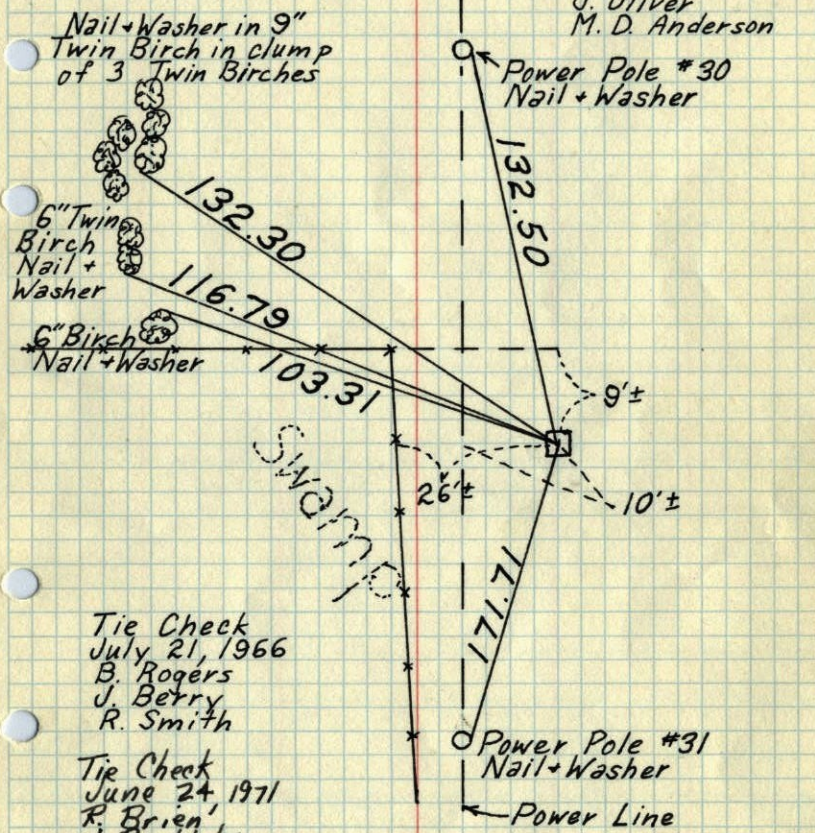 J. Oliver
M. D. Anderson
Nail + Washer in 9"
Twin Birch in clump
of 3 Twin Birches
Power Pole #30
Nail + Washer
132.50
132.30
6" Twin
Birch
Nail +
Washer
116.79
6" Birch
Nail + Washer
103.31
9'±
Swamp
26'±
10'±
171.71
Tie Check
July 21, 1966
B. Rogers
J. Berry
R. Smith
Power Pole #31
Nail + Washer
Tie Check
June 24, 1971
R. Brien
Power Line